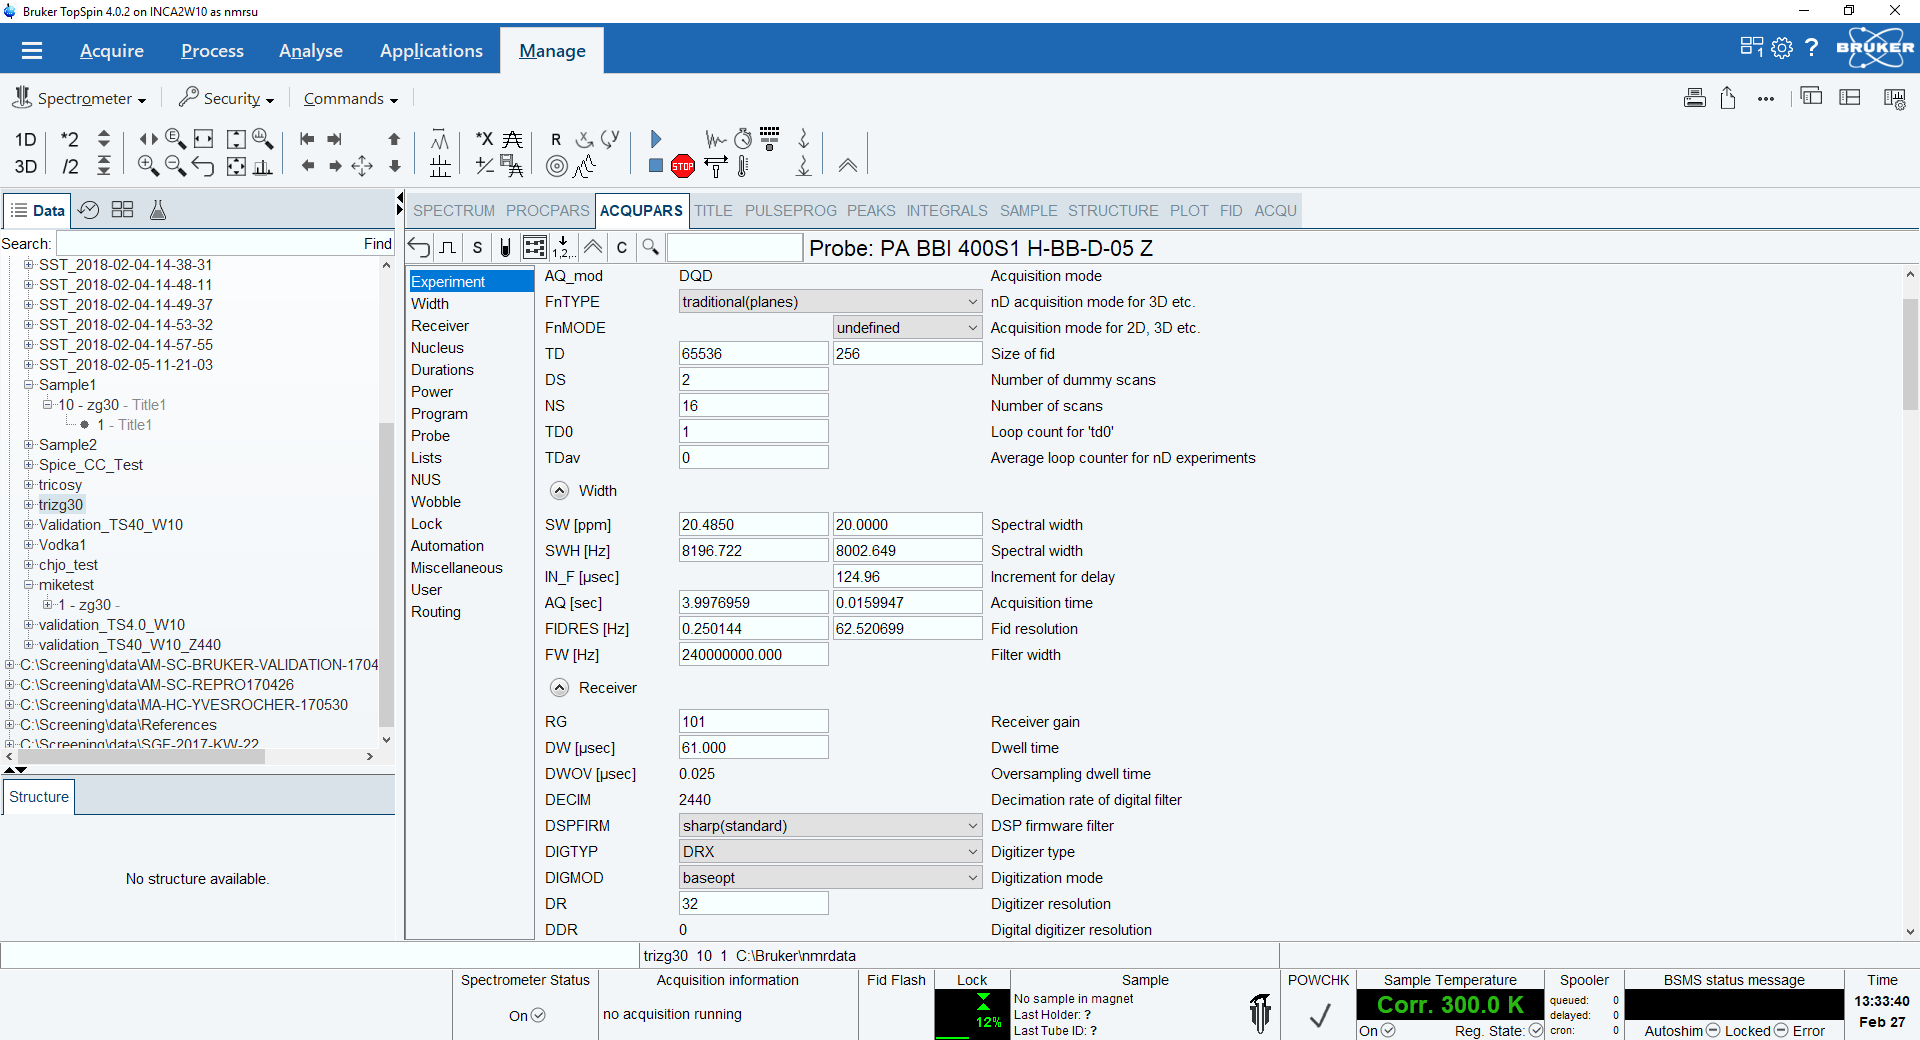 Bruker TopSpin 4.0.2 on INCA2W10 as nmrsu
Acquire Process Analyse Applications Manage
BRUKER
Spectrometer Security Commands
1D *2 *X R
3D /2 STOP
Data
SPECTRUM PROCPARS ACQUPARS TITLE PULSEPROG PEAKS INTEGRALS SAMPLE STRUCTURE PLOT FID ACQU
Search: Find
S 1,2,.. C Probe: PA BBI 400S1 H-BB-D-05 Z
SST_2018-02-04-14-38-31
SST_2018-02-04-14-48-11
SST_2018-02-04-14-49-37
SST_2018-02-04-14-53-32
SST_2018-02-04-14-57-55
SST_2018-02-05-11-21-03
Sample1
10 - zg30 - Title1
1 - Title1
Sample2
Spice_CC_Test
tricosy
trizg30
Validation_TS40_W10
Vodka1
chjo_test
miketest
1 - zg30 -
validation_TS4.0_W10
validation_TS40_W10_Z440
C:\Screening\data\AM-SC-BRUKER-VALIDATION-1704
C:\Screening\data\AM-SC-REPRO170426
C:\Screening\data\MA-HC-YVESROCHER-170530
C:\Screening\data\References
C:\Screening\data\SGF-2017-KW-22
Structure
No structure available.
Experiment
Width
Receiver
Nucleus
Durations
Power
Program
Probe
Lists
NUS
Wobble
Lock
Automation
Miscellaneous
User
Routing
AQ_mod DQD Acquisition mode
FnTYPE traditional(planes) nD acquisition mode for 3D etc.
FnMODE undefined Acquisition mode for 2D, 3D etc.
TD 65536 256 Size of fid
DS 2 Number of dummy scans
NS 16 Number of scans
TD0 1 Loop count for 'td0'
TDav 0 Average loop counter for nD experiments
Width
SW [ppm] 20.4850 20.0000 Spectral width
SWH [Hz] 8196.722 8002.649 Spectral width
IN_F [µsec] 124.96 Increment for delay
AQ [sec] 3.9976959 0.0159947 Acquisition time
FIDRES [Hz] 0.250144 62.520699 Fid resolution
FW [Hz] 240000000.000 Filter width
Receiver
RG 101 Receiver gain
DW [µsec] 61.000 Dwell time
DWOV [µsec] 0.025 Oversampling dwell time
DECIM 2440 Decimation rate of digital filter
DSPFIRM sharp(standard) DSP firmware filter
DIGTYP DRX Digitizer type
DIGMOD baseopt Digitization mode
DR 32 Digitizer resolution
DDR 0 Digital digitizer resolution
trizg30 10 1 C:\Bruker\nmrdata
Spectrometer Status
On
Acquisition information
no acquisition running
Fid Flash
Lock
12%
Sample
No sample in magnet
Last Holder: ?
Last Tube ID: ?
POWCHK
Sample Temperature
Corr. 300.0 K
On Reg. State:
Spooler
queued: 0
delayed: 0
cron: 0
BSMS status message
Autoshim Locked Error
Time
13:33:40
Feb 27